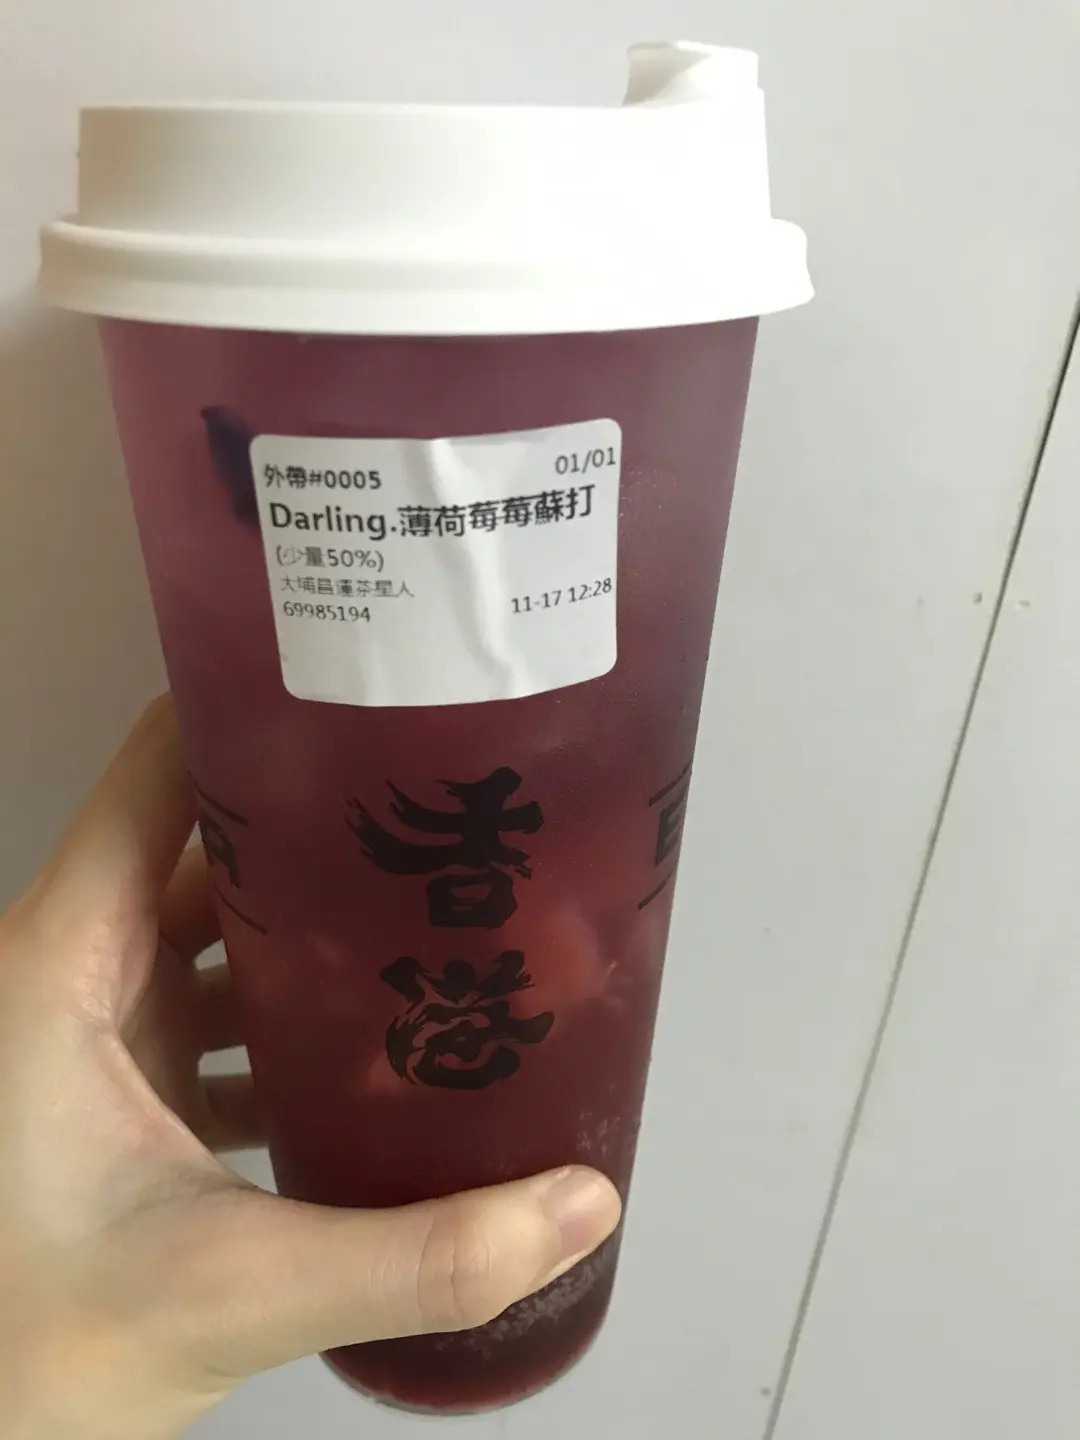 外帶#0005
01/01
Darling.薄荷莓莓蘇打
(少量50%)
大埔昌運茶星人
69985194
11-17 12:28
香
港